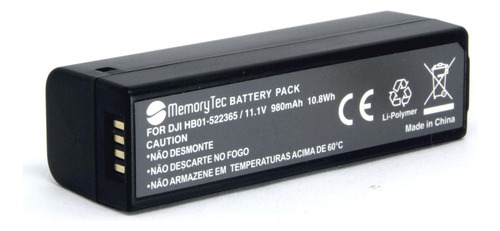 MemoryTec BATTERY PACK
FOR DJI HB01-522365 / 11.1V 980mAh 10.8Wh
CAUTION
*NÃO DESMONTE
*NÃO DESCARTE NO FOGO
*NÃO ARMAZENE EM TEMPERATURAS ACIMA DE 60°C
CE
Li-Polymer
Made in China